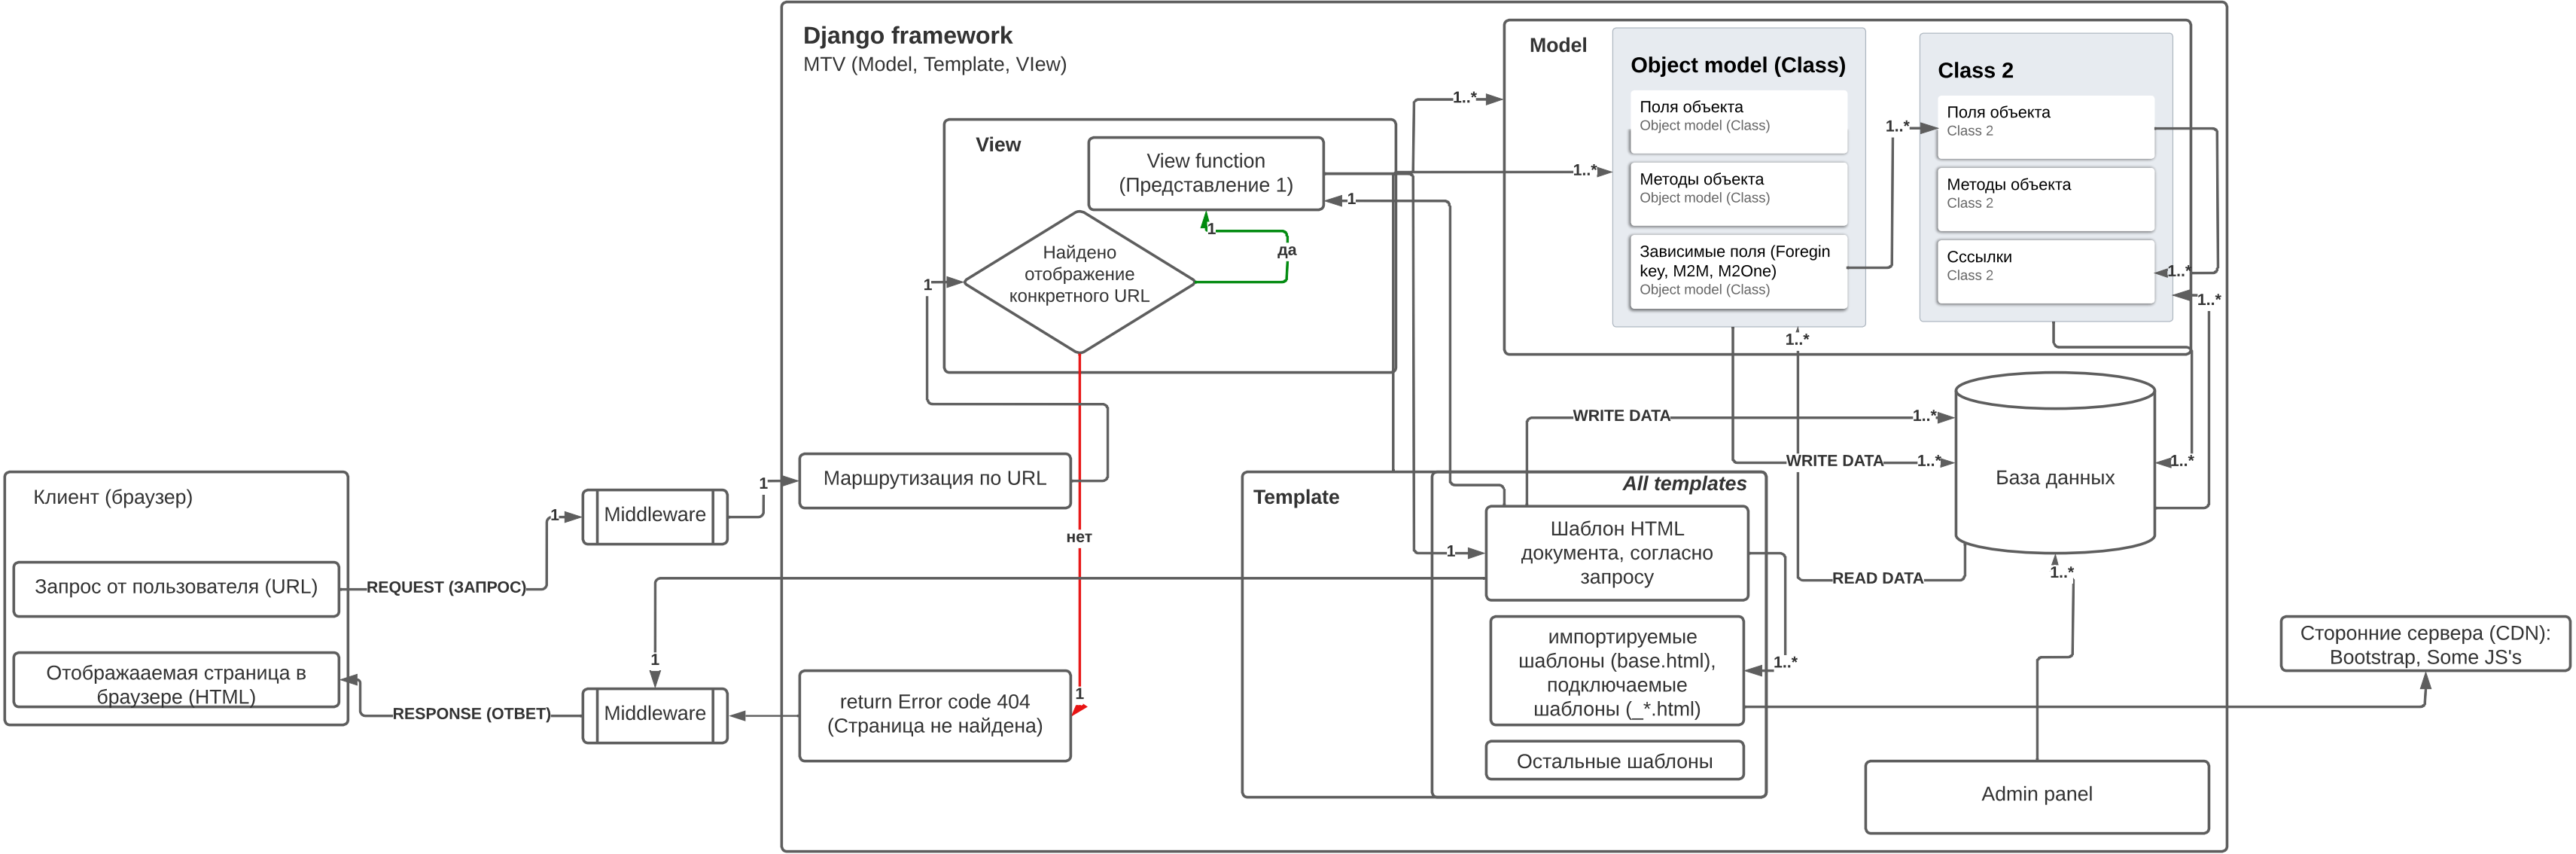 Django framework
MTV (Model, Template, VIew)
View
View function
(Представление 1)
1
да
Найдено
отображение
конкретного URL
1
1
Model
1..*
1..*
Object model (Class)
Поля объекта
Object model (Class)
Методы объекта
Object model (Class)
Зависимые поля (Foregin
key, M2M, M2One)
Object model (Class)
1..*
1..*
Class 2
Поля объекта
Class 2
Методы объекта
Class 2
Сссылки
Class 2
1..*
1..*
WRITE DATA
1..*
WRITE DATA
1..*
1..*
База данных
READ DATA
1..*
Клиент (браузер)
Запрос от пользователя (URL)
REQUEST (ЗАПРОС)
1
Middleware
1
Маршрутизация по URL
нет
Отображааемая страница в
браузере (HTML)
RESPONSE (ОТВЕТ)
1
Middleware
return Error code 404
(Страница не найдена)
1
Template
All templates
1
Шаблон HTML
документа, согласно
запросу
импортируемые
шаблоны (base.html),
подключаемые
шаблоны (_*.html)
1..*
Остальные шаблоны
Admin panel
Сторонние сервера (CDN):
Bootstrap, Some JS's